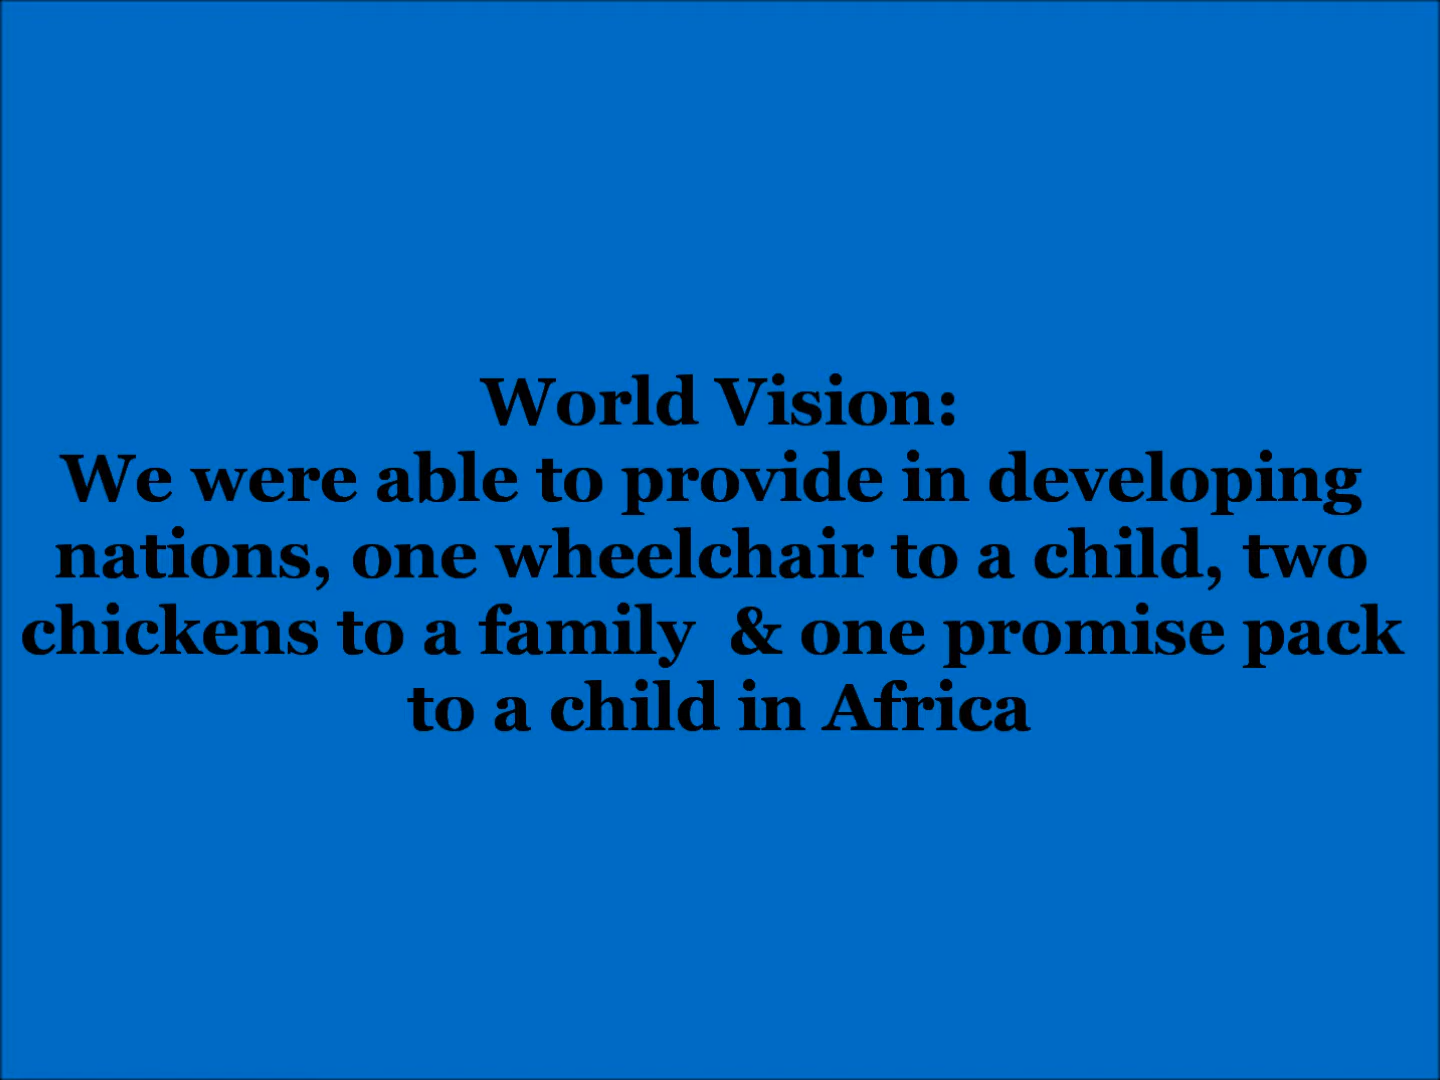 World Vision:
We were able to provide in developing
nations, one wheelchair to a child, two
chickens to a family  & one promise pack
to a child in Africa